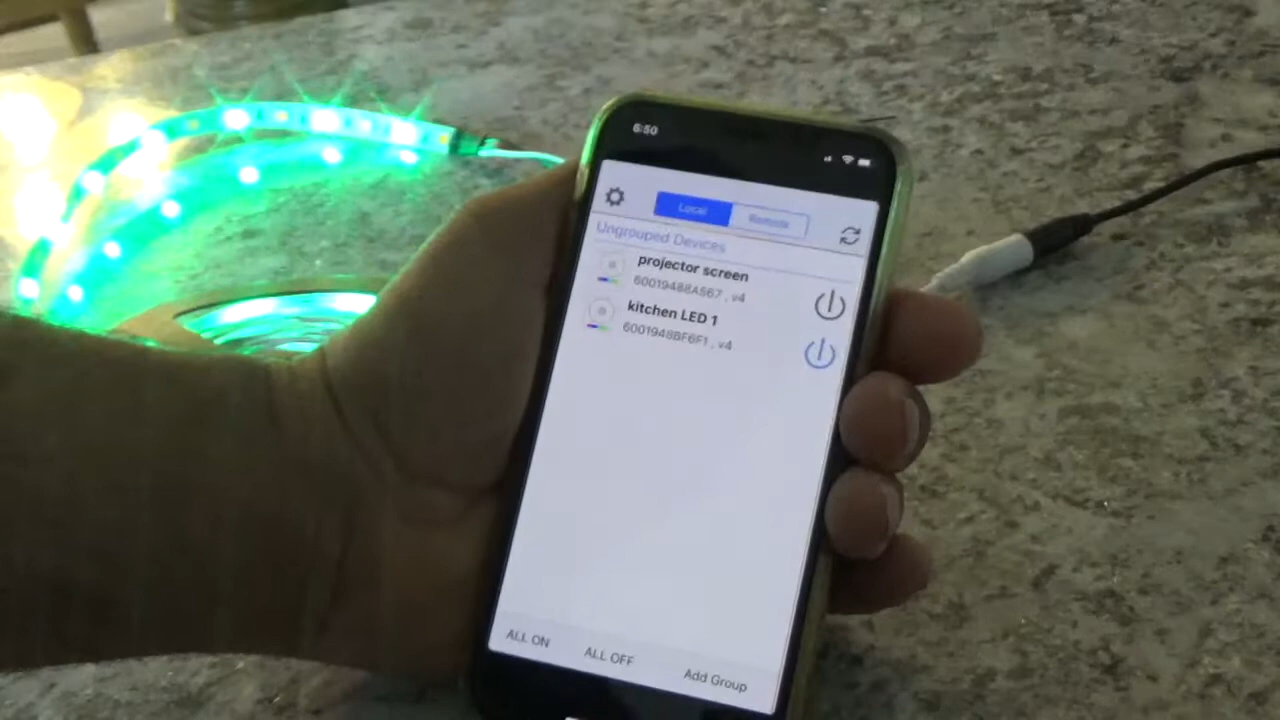 6:50
Local Remote
Ungrouped Devices
projector screen
60019488A567 , v4
kitchen LED 1
6001948BF6F1 , v4
ALL ON ALL OFF Add Group